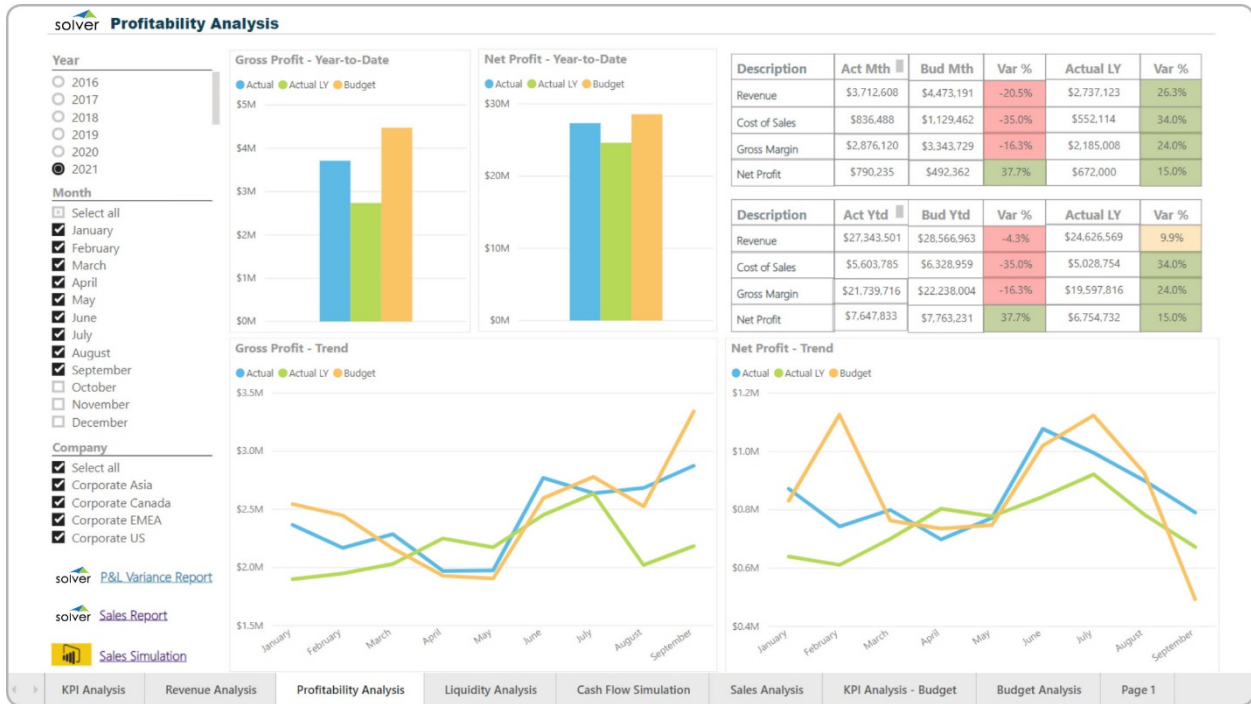 solver Profitability Analysis
Year
2016
2017
2018
2019
2020
2021
Month
Select all
January
February
March
April
May
June
July
August
September
October
November
December
Company
Select all
Corporate Asia
Corporate Canada
Corporate EMEA
Corporate US
solver P&L Variance Report
solver Sales Report
Sales Simulation
Gross Profit - Year-to-Date
Actual Actual LY Budget
$5M
$4M
$3M
$2M
$1M
$0M
Net Profit - Year-to-Date
Actual Actual LY Budget
$30M
$20M
$10M
$0M
Description Act Mth Bud Mth Var % Actual LY Var %
Revenue $3,712,608 $4,473,191 -20.5% $2,737,123 26.3%
Cost of Sales $836,488 $1,129,462 -35.0% $552,114 34.0%
Gross Margin $2,876,120 $3,343,729 -16.3% $2,185,008 24.0%
Net Profit $790,235 $492,362 37.7% $672,000 15.0%
Description Act Ytd Bud Ytd Var % Actual LY Var %
Revenue $27,343,501 $28,566,963 -4.3% $24,626,569 9.9%
Cost of Sales $5,603,785 $6,328,959 -35.0% $5,028,754 34.0%
Gross Margin $21,739,716 $22,238,004 -16.3% $19,597,816 24.0%
Net Profit $7,647,833 $7,763,231 37.7% $6,754,732 15.0%
Gross Profit - Trend
Actual Actual LY Budget
$3.5M
$3.0M
$2.5M
$2.0M
$1.5M
January February March April May June July August September
Net Profit - Trend
Actual Actual LY Budget
$1.2M
$1.0M
$0.8M
$0.6M
$0.4M
January February March April May June July August September
KPI Analysis Revenue Analysis Profitability Analysis Liquidity Analysis Cash Flow Simulation Sales Analysis KPI Analysis - Budget Budget Analysis Page 1